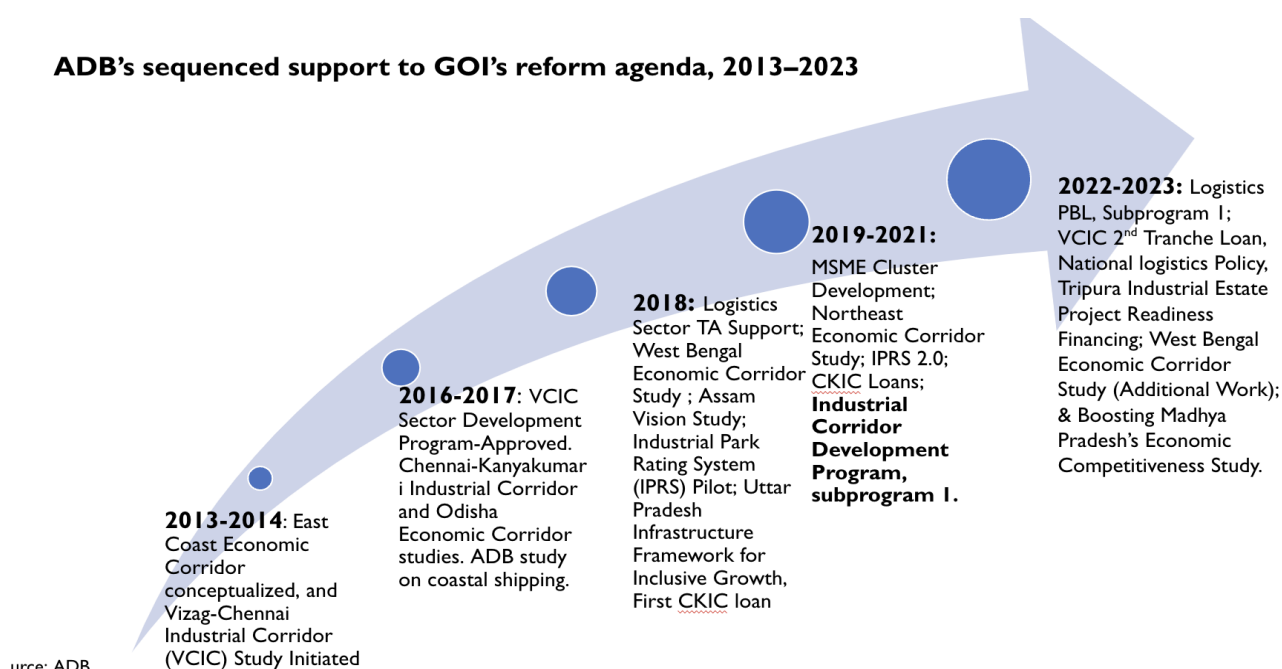 ADB's sequenced support to GOI's reform agenda, 2013–2023
2013-2014: East
Coast Economic
Corridor
conceptualized, and
Vizag-Chennai
Industrial Corridor
(VCIC) Study Initiated
2016-2017: VCIC
Sector Development
Program-Approved.
Chennai-Kanyakumar
i Industrial Corridor
and Odisha
Economic Corridor
studies. ADB study
on coastal shipping.
2018: Logistics
Sector TA Support;
West Bengal
Economic Corridor
Study ; Assam
Vision Study;
Industrial Park
Rating System
(IPRS) Pilot; Uttar
Pradesh
Infrastructure
Framework for
Inclusive Growth,
First CKIC loan
2019-2021:
MSME Cluster
Development;
Northeast
Economic Corridor
Study; IPRS 2.0;
CKIC Loans;
Industrial
Corridor
Development
Program,
subprogram 1.
2022-2023: Logistics
PBL, Subprogram 1;
VCIC 2nd Tranche Loan,
National logistics Policy,
Tripura Industrial Estate
Project Readiness
Financing; West Bengal
Economic Corridor
Study (Additional Work);
& Boosting Madhya
Pradesh's Economic
Competitiveness Study.
urce: ADB